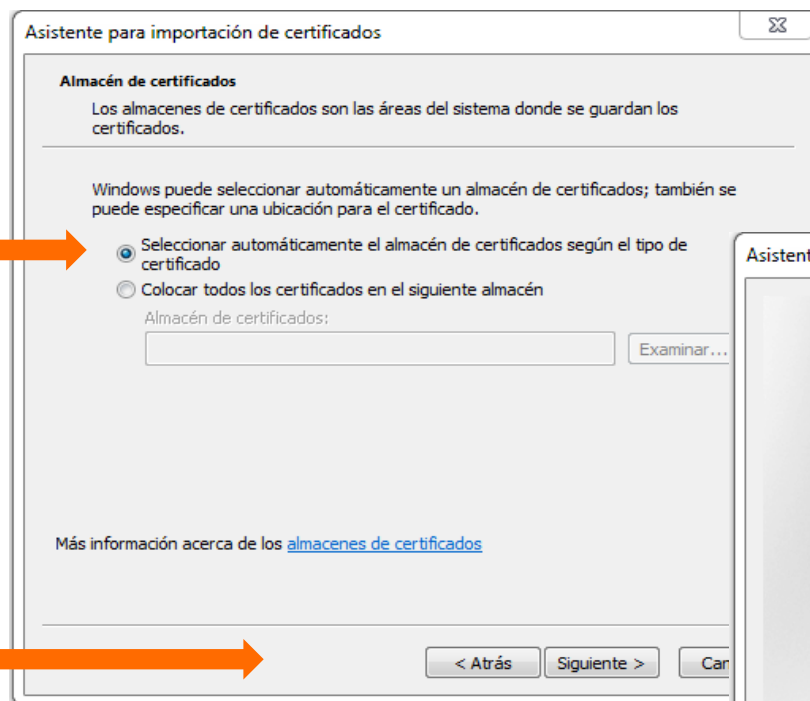 Asistente para importación de certificados
Almacén de certificados
Los almacenes de certificados son las áreas del sistema donde se guardan los
certificados.
Windows puede seleccionar automáticamente un almacén de certificados; también se
puede especificar una ubicación para el certificado.
Seleccionar automáticamente el almacén de certificados según el tipo de
certificado
Asistent
Colocar todos los certificados en el siguiente almacén
Almacén de certificados:
Examinar...
Más información acerca de los almacenes de certificados
< Atrás
Siguiente >
Can